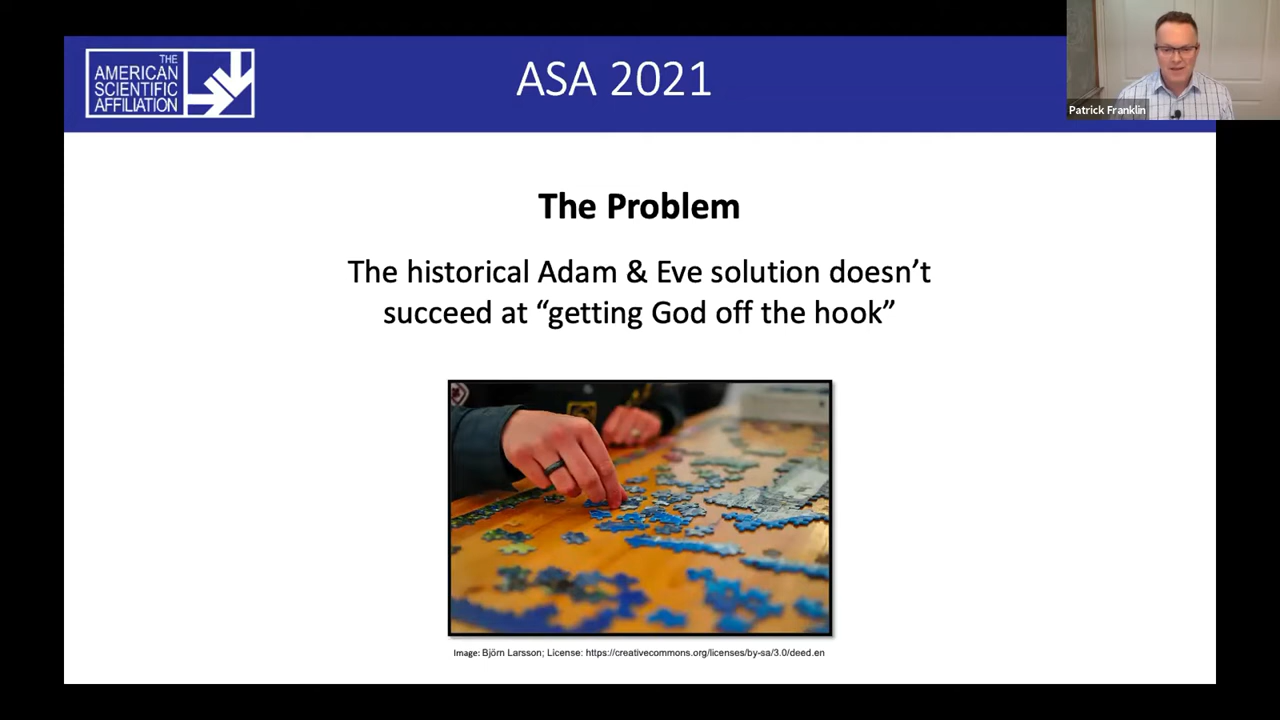 THE
AMERICAN
SCIENTIFIC
AFFILIATION
ASA 2021
Patrick Franklin
The Problem
The historical Adam & Eve solution doesn’t
succeed at “getting God off the hook”
Image: Björn Larsson; License: https://creativecommons.org/licenses/by-sa/3.0/deed.en